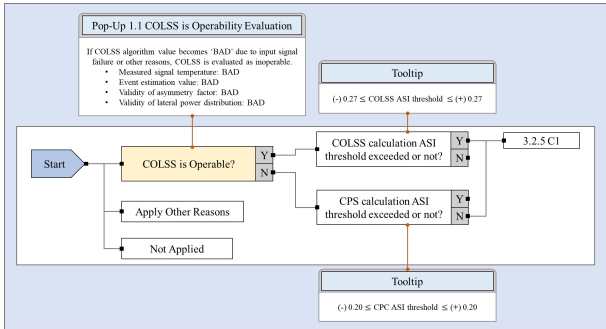 Pop-Up 1.1 COLSS is Operability Evaluation
If COLSS algorithm value becomes 'BAD' due to input signal
failure or other reasons, COLSS is evaluated as inoperable.
• Measured signal temperature: BAD
• Event estimation value: BAD
• Validity of asymmetry factor: BAD
• Validity of lateral power distribution: BAD
Tooltip
(-) 0.27 ≤ COLSS ASI threshold ≤ (+) 0.27
Start
COLSS is Operable?
Y
N
COLSS calculation ASI
threshold exceeded or not?
Y
N
3.2.5 C1
Apply Other Reasons
CPS calculation ASI
threshold exceeded or not?
Y
N
Not Applied
Tooltip
(-) 0.20 ≤ CPC ASI threshold ≤ (+) 0.20